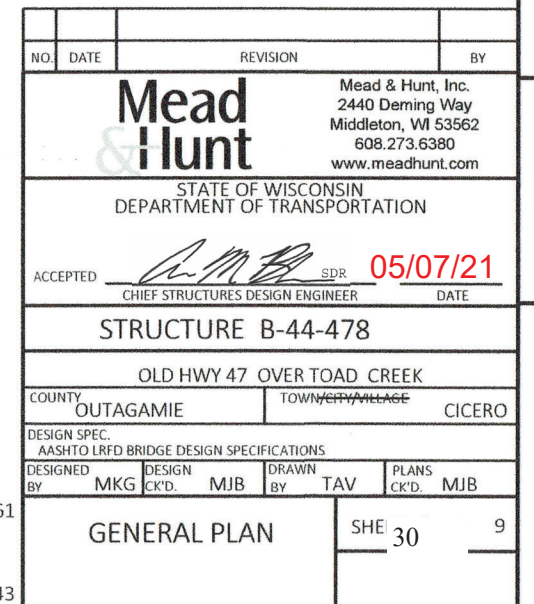 NO. DATE REVISION BY
Mead
& Hunt
Mead & Hunt, Inc.
2440 Deming Way
Middleton, WI 53562
608.273.6380
www.meadhunt.com
STATE OF WISCONSIN
DEPARTMENT OF TRANSPORTATION
ACCEPTED SDR 05/07/21
CHIEF STRUCTURES DESIGN ENGINEER DATE
STRUCTURE B-44-478
OLD HWY 47 OVER TOAD CREEK
COUNTY OUTAGAMIE TOWN/CITY/VILLAGE CICERO
DESIGN SPEC.
AASHTO LRFD BRIDGE DESIGN SPECIFICATIONS
DESIGNED BY MKG DESIGN CK'D. MJB DRAWN BY TAV PLANS CK'D. MJB
GENERAL PLAN
SHE 30 9